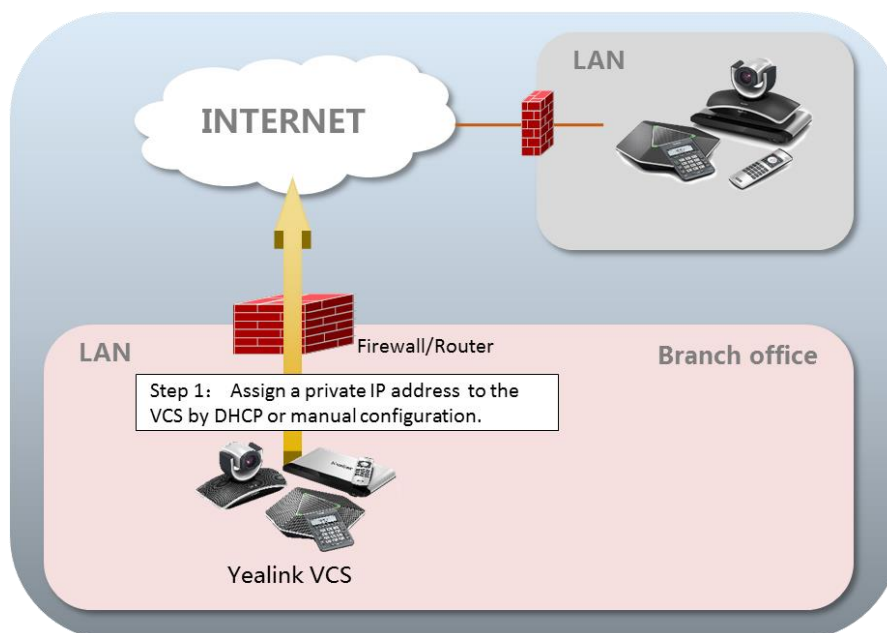 LAN
INTERNET
LAN
Firewall/Router
Branch office
Step 1： Assign a private IP address to the
VCS by DHCP or manual configuration.
Yealink VCS